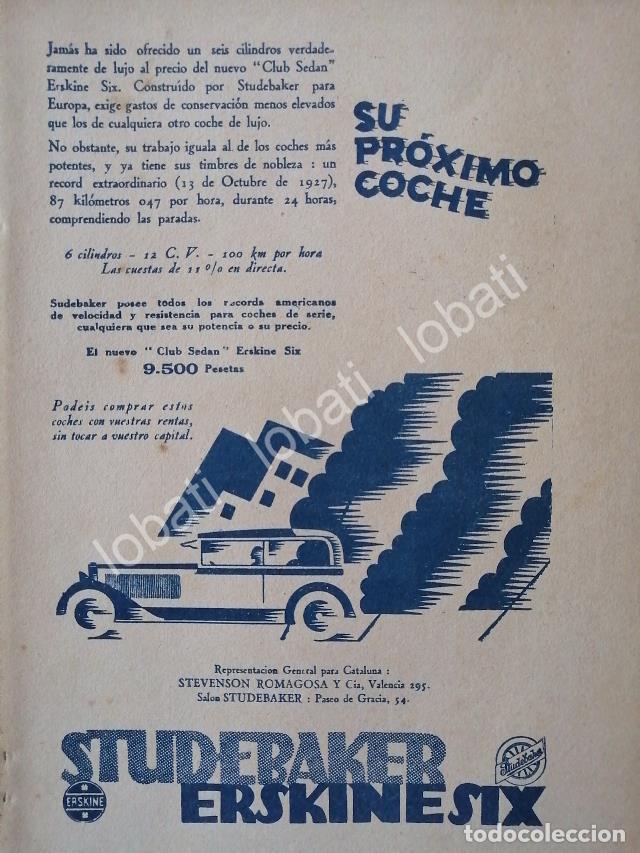 Jamás ha sido ofrecido un seis cilindros verdade-
ramente de lujo al precio del nuevo "Club Sedan"
Erskine Six. Construído por Studebaker para
Europa, exige gastos de conservación menos elevados
que los de cualquiera otro coche de lujo.
No obstante, su trabajo iguala al de los coches más
potentes, y ya tiene sus timbres de nobleza : un
record extraordinario (13 de Octubre de 1927),
87 kilómetros 047 por hora, durante 24 horas,
comprendiendo las paradas.
SU
PRÓXIMO
COCHE
6 cilindros - 12 C. V. - 100 km por hora
Las cuestas de 11 % en directa.
Sudebaker posee todos los records americanos
de velocidad y resistencia para coches de serie,
cualquiera que sea su potencia o su precio.
El nuevo "Club Sedan" Erskine Six
9.500 Pesetas
Podeis comprar estos
coches con vuestras rentas,
sin tocar a vuestro capital.
lobati lobati lobati
Representacion General para Cataluna :
STEVENSON ROMAGOSA Y Cia, Valencia 295.
Salon STUDEBAKER : Paseo de Gracia, 54.
STUDEBAKER
Studebaker
ERSKINE
ERSKINE SIX
todocoleccion.net